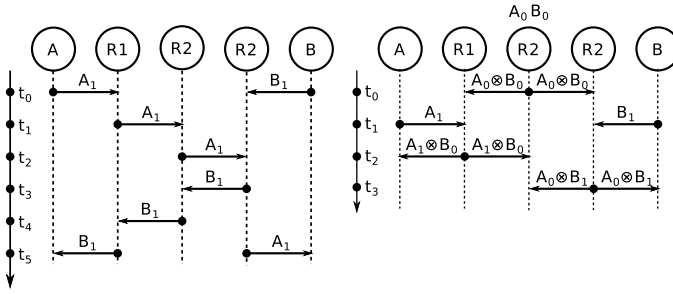 A₀B₀
A R1 R2 R2 B
t₀ A₁ B₁
t₁ A₁
t₂ A₁
t₃ B₁
t₄ B₁
t₅ B₁ A₁
A R1 R2 R2 B
t₀ A₀⊗B₀ A₀⊗B₀
t₁ A₁ B₁
t₂ A₁⊗B₀ A₁⊗B₀
t₃ A₀⊗B₁ A₀⊗B₁